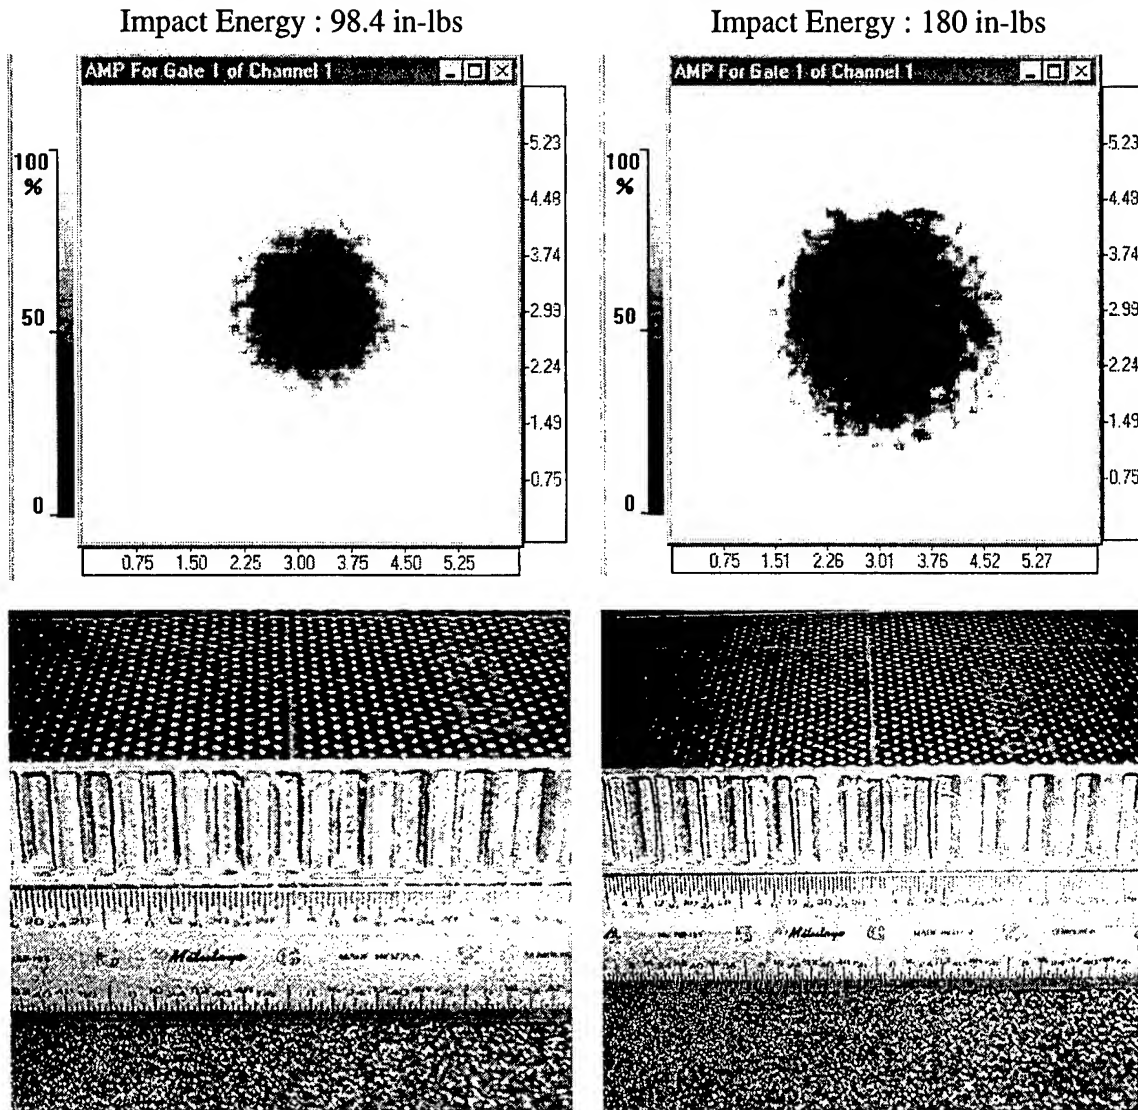 Impact Energy : 98.4 in-lbs
Impact Energy : 180 in-lbs
AMP For Gate 1 of Channel 1
100
%
50
0
5.23
4.48
3.74
2.99
2.24
1.49
0.75
0.75 1.50 2.25 3.00 3.75 4.50 5.25
AMP For Gate 1 of Channel 1
100
%
50
0
5.23
4.49
3.74
2.99
2.24
1.49
0.75
0.75 1.51 2.26 3.01 3.76 4.52 5.27
Mitutoyo
Mitutoyo